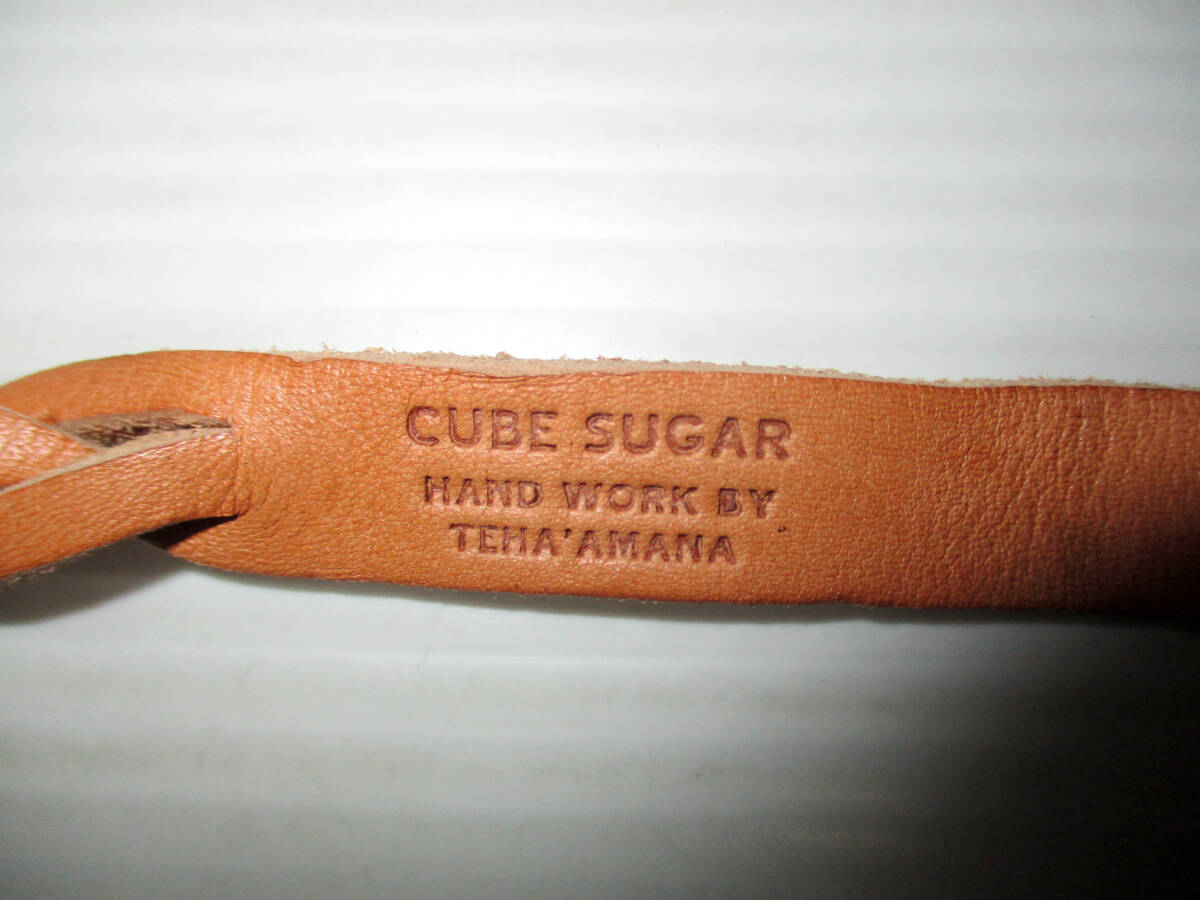 CUBE SUGAR
HAND WORK BY
TEHA'AMANA